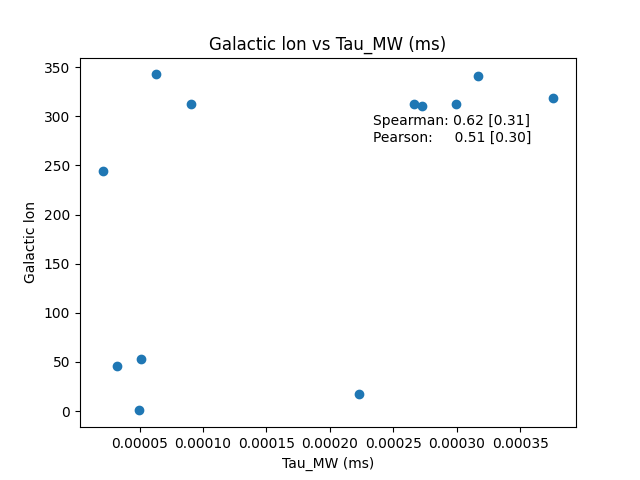 Galactic lon vs Tau_MW (ms)
350
300
250
200
150
100
50
0
Galactic lon
Spearman: 0.62 [0.31]
Pearson: 0.51 [0.30]
0.00005 0.00010 0.00015 0.00020 0.00025 0.00030 0.00035
Tau_MW (ms)